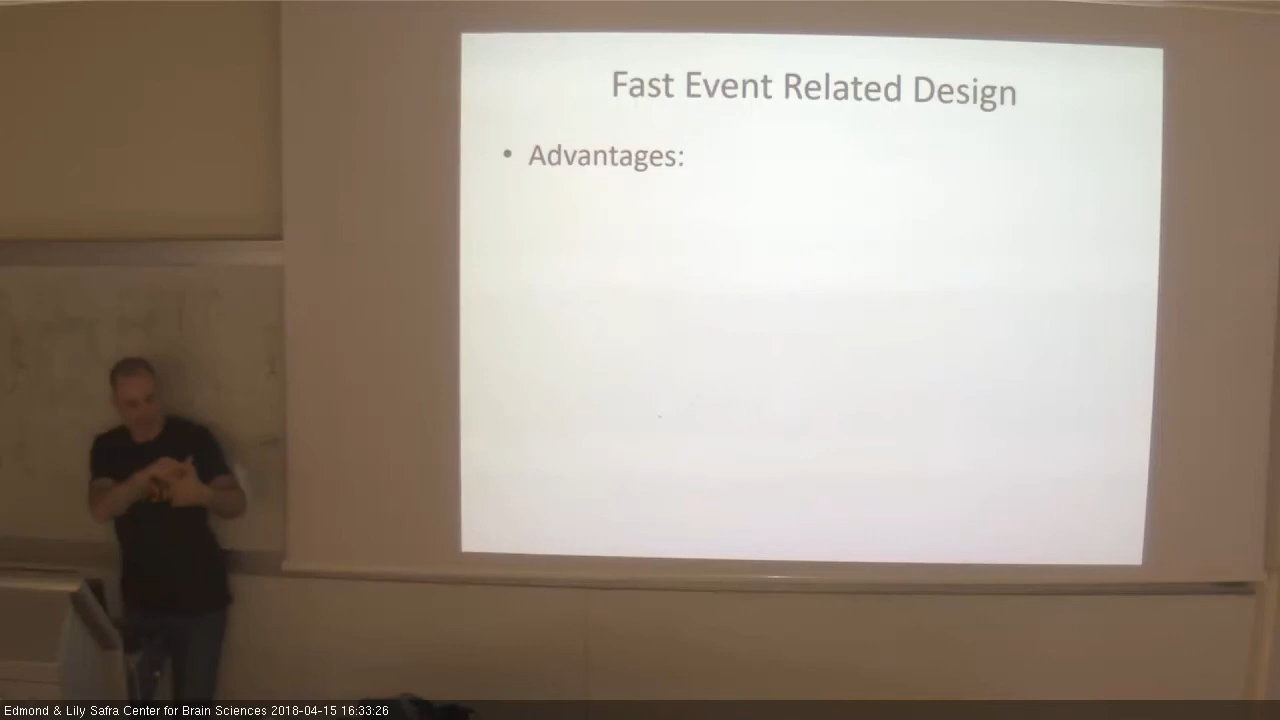 Fast Event Related Design
• Advantages:
Edmond & Lily Safra Center for Brain Sciences 2018-04-15 16:33:26